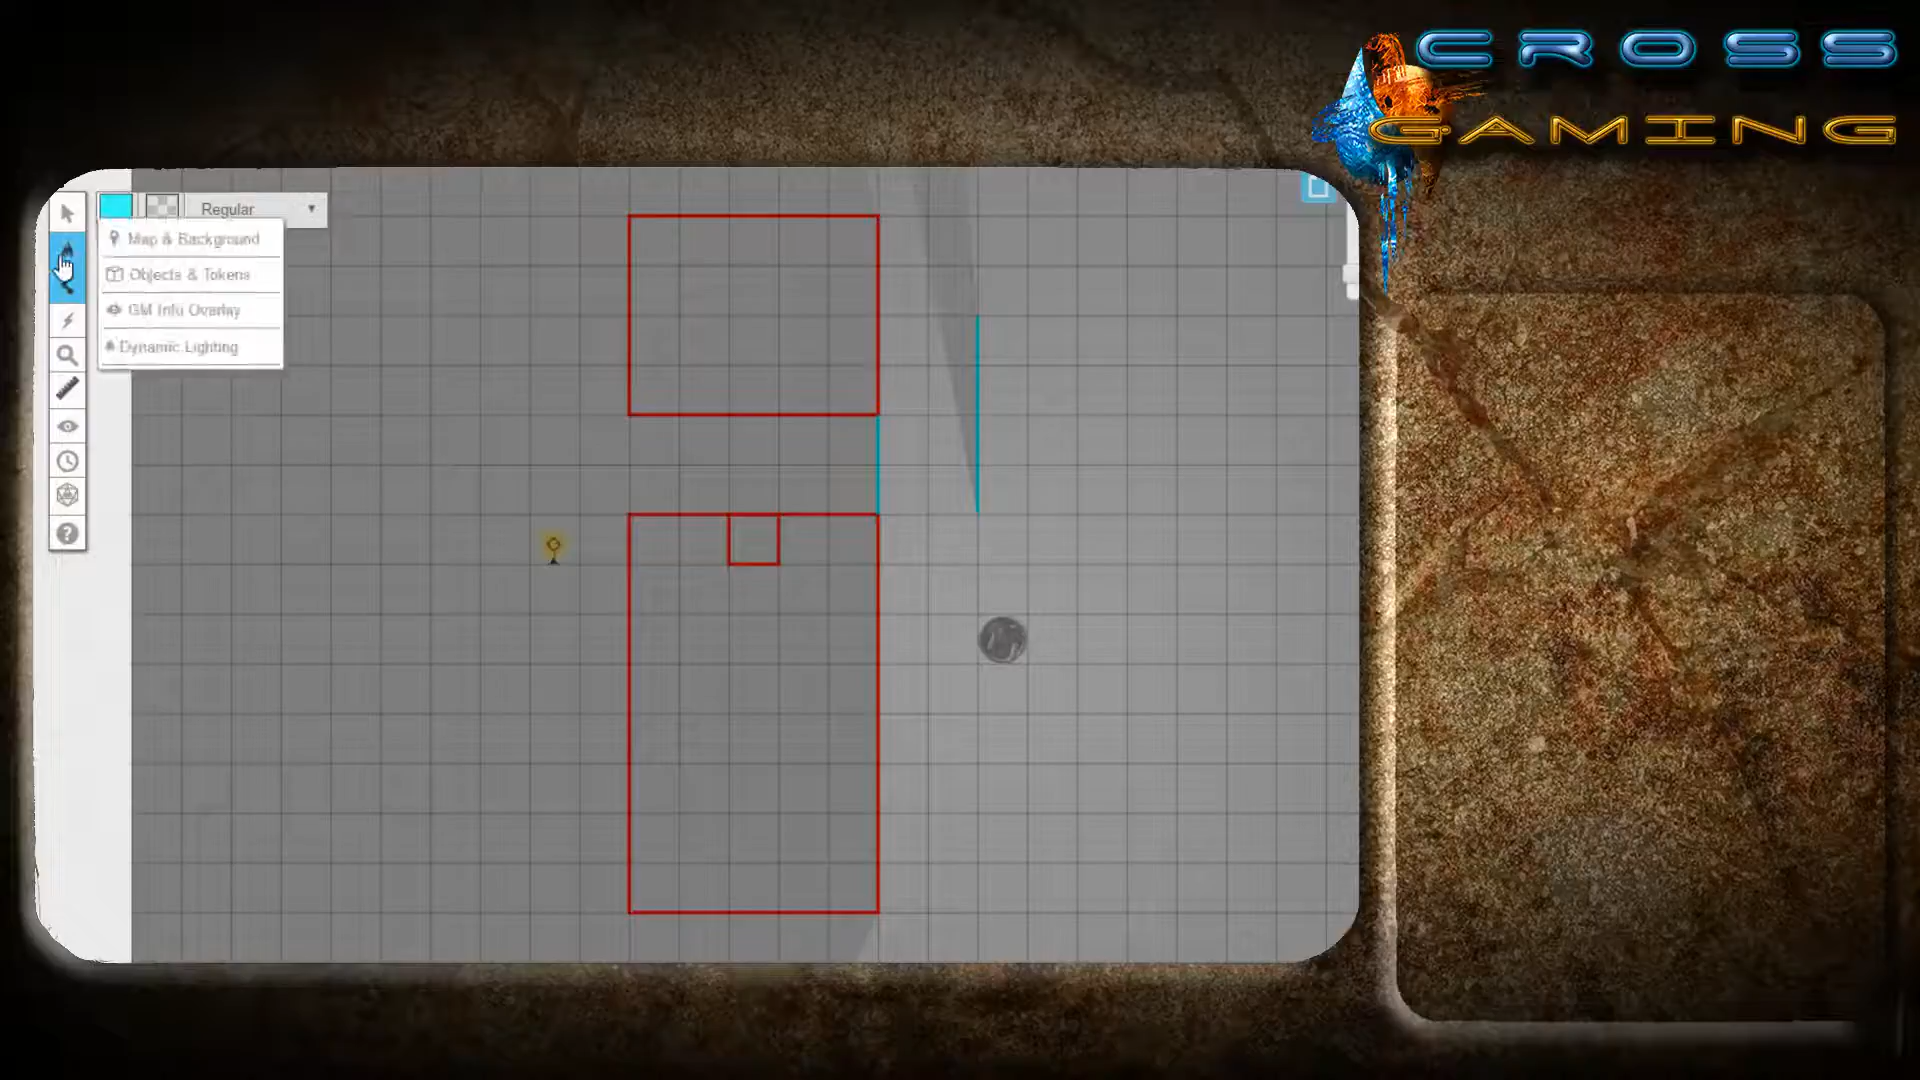 CROSS
GAMING
Regular
Map & Background
Objects & Tokens
GM Info Overlay
Dynamic Lighting
?